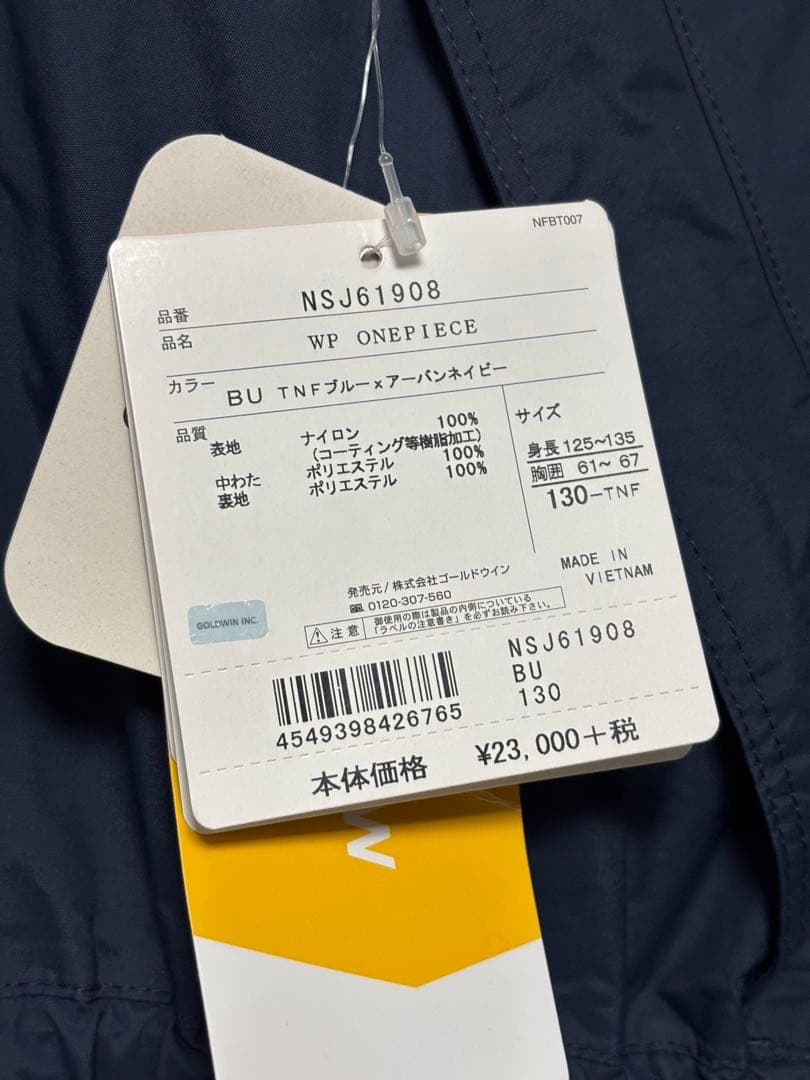 NFBT007
品番 NSJ61908
品名 WP ONEPIECE
カラー BU TNFブルー×アーバンネイビー
品質 表地 ナイロン 100%
(コーティング等樹脂加工)
中わた ポリエステル 100%
裏地 ポリエステル 100%
サイズ
身長 125~135
胸囲 61~ 67
130-TNF
MADE IN
VIETNAM
発売元/株式会社ゴールドウイン
0120-307-560
GOLDWIN INC.
注意 御使用の際は製品の内側についている
「ラベルの注意書き」を必ずお読み下さい。
4549398426765
NSJ61908
BU
130
本体価格 ¥23,000+税
W